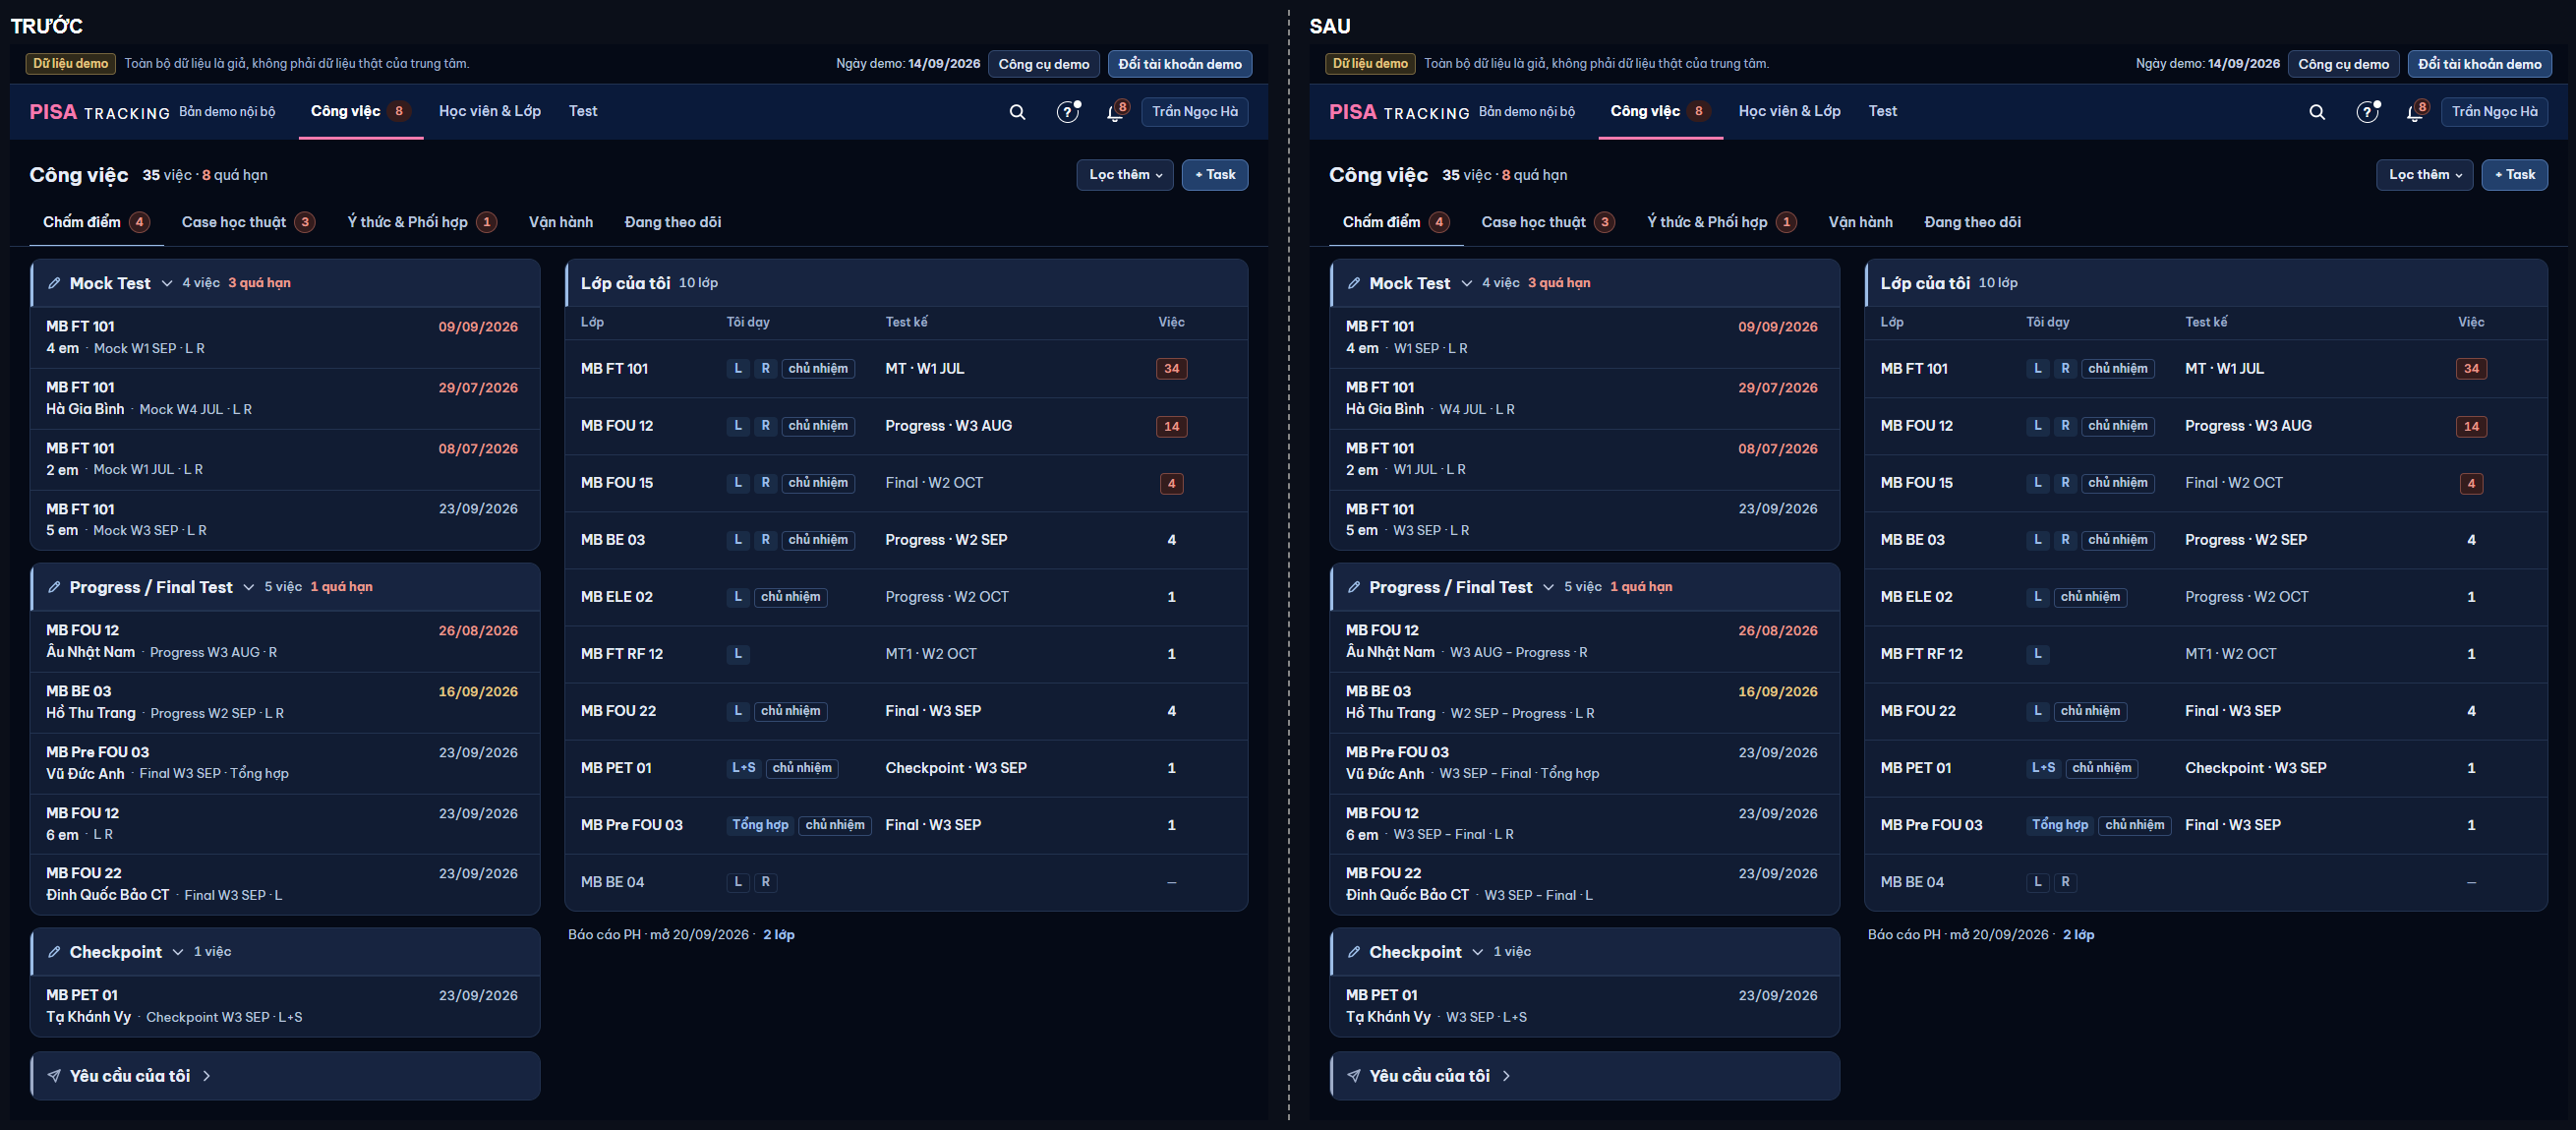 TRƯỚC
Dữ liệu demo Toàn bộ dữ liệu là giả, không phải dữ liệu thật của trung tâm. Ngày demo: 14/09/2026 Công cụ demo Đổi tài khoản demo
PISA TRACKING Bản demo nội bộ Công việc 8 Học viên & Lớp Test ? 8 Trần Ngọc Hà
Công việc 35 việc · 8 quá hạn Lọc thêm + Task
Chấm điểm 4 Case học thuật 3 Ý thức & Phối hợp 1 Vận hành Đang theo dõi
Mock Test 4 việc 3 quá hạn
MB FT 101 09/09/2026
4 em · Mock W1 SEP · L R
MB FT 101 29/07/2026
Hà Gia Bình · Mock W4 JUL · L R
MB FT 101 08/07/2026
2 em · Mock W1 JUL · L R
MB FT 101 23/09/2026
5 em · Mock W3 SEP · L R
Progress / Final Test 5 việc 1 quá hạn
MB FOU 12 26/08/2026
Âu Nhật Nam · Progress W3 AUG · R
MB BE 03 16/09/2026
Hồ Thu Trang · Progress W2 SEP · L R
MB Pre FOU 03 23/09/2026
Vũ Đức Anh · Final W3 SEP · Tổng hợp
MB FOU 12 23/09/2026
6 em · L R
MB FOU 22 23/09/2026
Đinh Quốc Bảo CT · Final W3 SEP · L
Checkpoint 1 việc
MB PET 01 23/09/2026
Tạ Khánh Vy · Checkpoint W3 SEP · L+S
Yêu cầu của tôi
Lớp của tôi 10 lớp
Lớp Tôi dạy Test kế Việc
MB FT 101 L R chủ nhiệm MT · W1 JUL 34
MB FOU 12 L R chủ nhiệm Progress · W3 AUG 14
MB FOU 15 L R chủ nhiệm Final · W2 OCT 4
MB BE 03 L R chủ nhiệm Progress · W2 SEP 4
MB ELE 02 L chủ nhiệm Progress · W2 OCT 1
MB FT RF 12 L MT1 · W2 OCT 1
MB FOU 22 L chủ nhiệm Final · W3 SEP 4
MB PET 01 L+S chủ nhiệm Checkpoint · W3 SEP 1
MB Pre FOU 03 Tổng hợp chủ nhiệm Final · W3 SEP 1
MB BE 04 L R –
Báo cáo PH · mở 20/09/2026 · 2 lớp
SAU
Dữ liệu demo Toàn bộ dữ liệu là giả, không phải dữ liệu thật của trung tâm. Ngày demo: 14/09/2026 Công cụ demo Đổi tài khoản demo
PISA TRACKING Bản demo nội bộ Công việc 8 Học viên & Lớp Test ? 8 Trần Ngọc Hà
Công việc 35 việc · 8 quá hạn Lọc thêm + Task
Chấm điểm 4 Case học thuật 3 Ý thức & Phối hợp 1 Vận hành Đang theo dõi
Mock Test 4 việc 3 quá hạn
MB FT 101 09/09/2026
4 em · W1 SEP · L R
MB FT 101 29/07/2026
Hà Gia Bình · W4 JUL · L R
MB FT 101 08/07/2026
2 em · W1 JUL · L R
MB FT 101 23/09/2026
5 em · W3 SEP · L R
Progress / Final Test 5 việc 1 quá hạn
MB FOU 12 26/08/2026
Âu Nhật Nam · W3 AUG – Progress · R
MB BE 03 16/09/2026
Hồ Thu Trang · W2 SEP – Progress · L R
MB Pre FOU 03 23/09/2026
Vũ Đức Anh · W3 SEP – Final · Tổng hợp
MB FOU 12 23/09/2026
6 em · W3 SEP – Final · L R
MB FOU 22 23/09/2026
Đinh Quốc Bảo CT · W3 SEP – Final · L
Checkpoint 1 việc
MB PET 01 23/09/2026
Tạ Khánh Vy · W3 SEP · L+S
Yêu cầu của tôi
Lớp của tôi 10 lớp
Lớp Tôi dạy Test kế Việc
MB FT 101 L R chủ nhiệm MT · W1 JUL 34
MB FOU 12 L R chủ nhiệm Progress · W3 AUG 14
MB FOU 15 L R chủ nhiệm Final · W2 OCT 4
MB BE 03 L R chủ nhiệm Progress · W2 SEP 4
MB ELE 02 L chủ nhiệm Progress · W2 OCT 1
MB FT RF 12 L MT1 · W2 OCT 1
MB FOU 22 L chủ nhiệm Final · W3 SEP 4
MB PET 01 L+S chủ nhiệm Checkpoint · W3 SEP 1
MB Pre FOU 03 Tổng hợp chủ nhiệm Final · W3 SEP 1
MB BE 04 L R –
Báo cáo PH · mở 20/09/2026 · 2 lớp